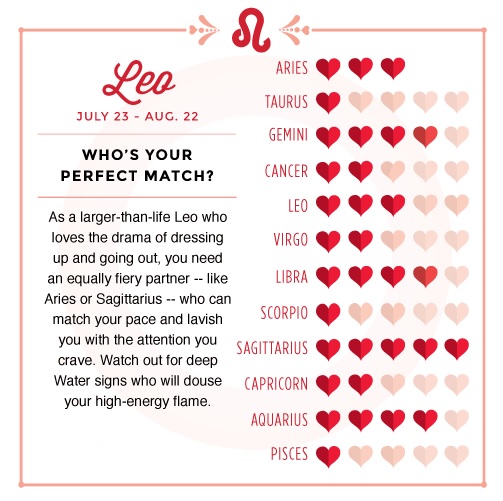 Leo
JULY 23 - AUG. 22
WHO'S YOUR
PERFECT MATCH?
As a larger-than-life Leo who
loves the drama of dressing
up and going out, you need
an equally fiery partner -- like
Aries or Sagittarius -- who can
match your pace and lavish
you with the attention you
crave. Watch out for deep
Water signs who will douse
your high-energy flame.
ARIES
TAURUS
GEMINI
CANCER
LEO
VIRGO
LIBRA
SCORPIO
SAGITTARIUS
CAPRICORN
AQUARIUS
PISCES